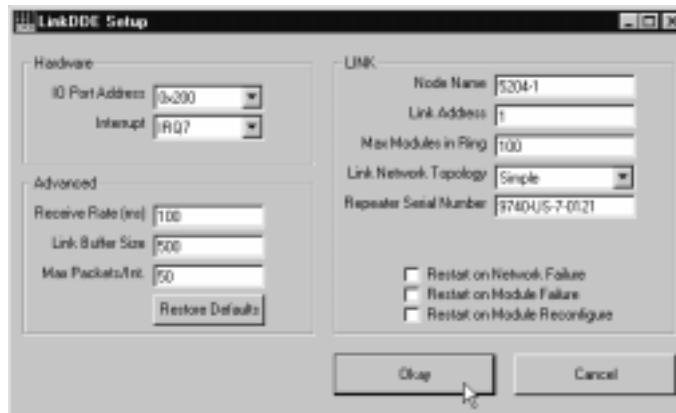 LinkDDE Setup
Hardware
IO Port Address 0x200
Interrupt IRQ7
Advanced
Receive Rate (ms) 100
Link Buffer Size 500
Max Packets/Int. 50
Restore Defaults
LINK
Node Name 5204-1
Link Address 1
Max Modules in Ring 100
Link Network Topology Simple
Repeater Serial Number 9740-US-7-0121
Restart on Network Failure
Restart on Module Failure
Restart on Module Reconfigure
Okay
Cancel